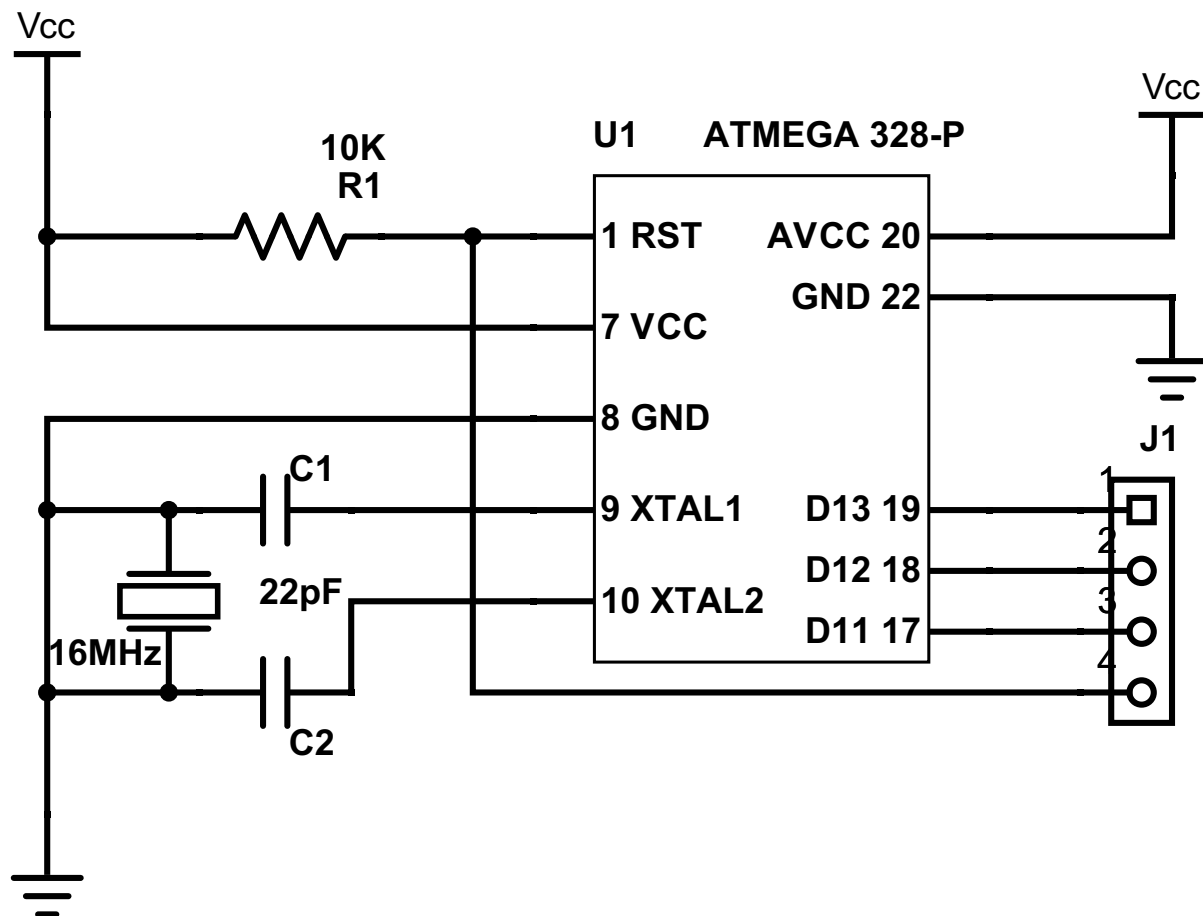 Vcc
Vcc
U1 ATMEGA 328-P
10K
R1
1 RST
AVCC 20
GND 22
7 VCC
8 GND
J1
C1
1
9 XTAL1
D13 19
2
D12 18
22pF
10 XTAL2
3
D11 17
16MHz
4
C2